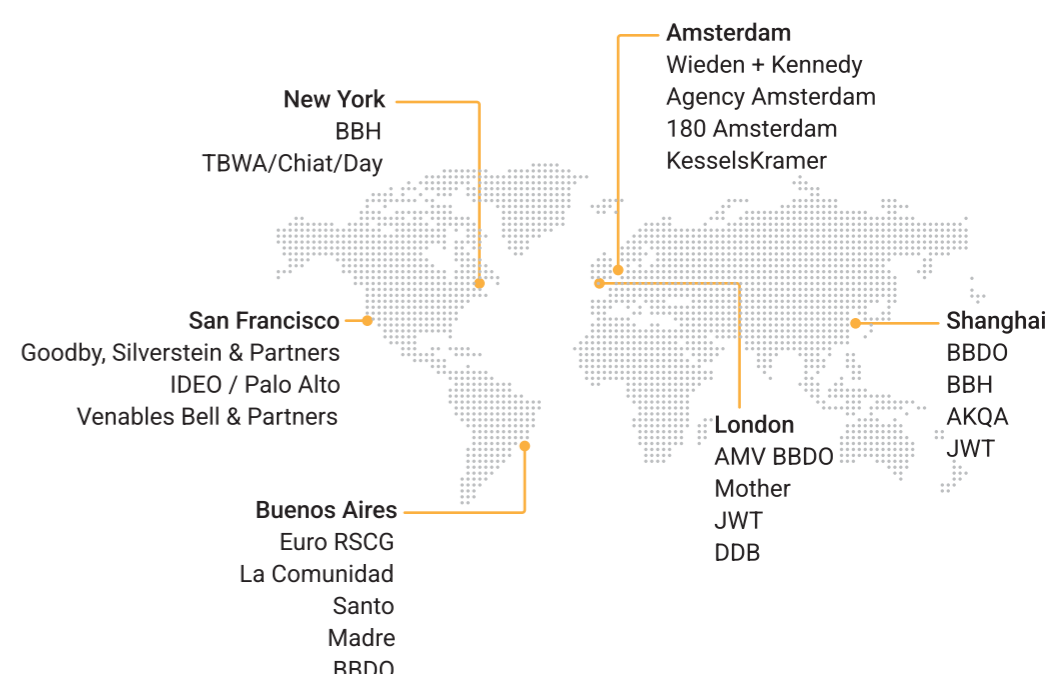 Amsterdam
Wieden + Kennedy
Agency Amsterdam
180 Amsterdam
KesselsKramer
New York
BBH
TBWA/Chiat/Day
San Francisco
Goodby, Silverstein & Partners
IDEO / Palo Alto
Venables Bell & Partners
Shanghai
BBDO
BBH
AKQA
JWT
London
AMV BBDO
Mother
JWT
DDB
Buenos Aires
Euro RSCG
La Comunidad
Santo
Madre
BBDO